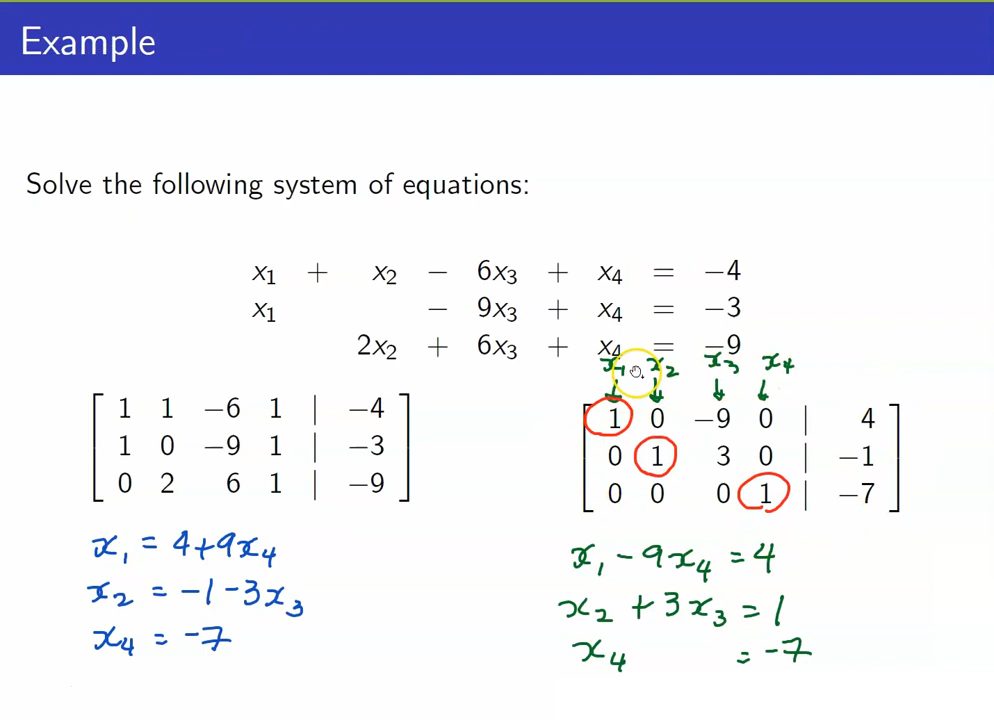 Example
Solve the following system of equations:
x₁ + x₂ − 6x₃ + x₄ = −4
x₁ − 9x₃ + x₄ = −3
2x₂ + 6x₃ + x₄ = −9
x₁ x₂ x₃ x₄
1 1 −6 1 | −4
1 0 −9 1 | −3
0 2 6 1 | −9
1 0 −9 0 | 4
0 1 3 0 | −1
0 0 0 1 | −7
x₁ = 4+9x₄
x₂ = −1−3x₃
x₄ = −7
x₁ − 9x₄ = 4
x₂ + 3x₃ = 1
x₄ = −7